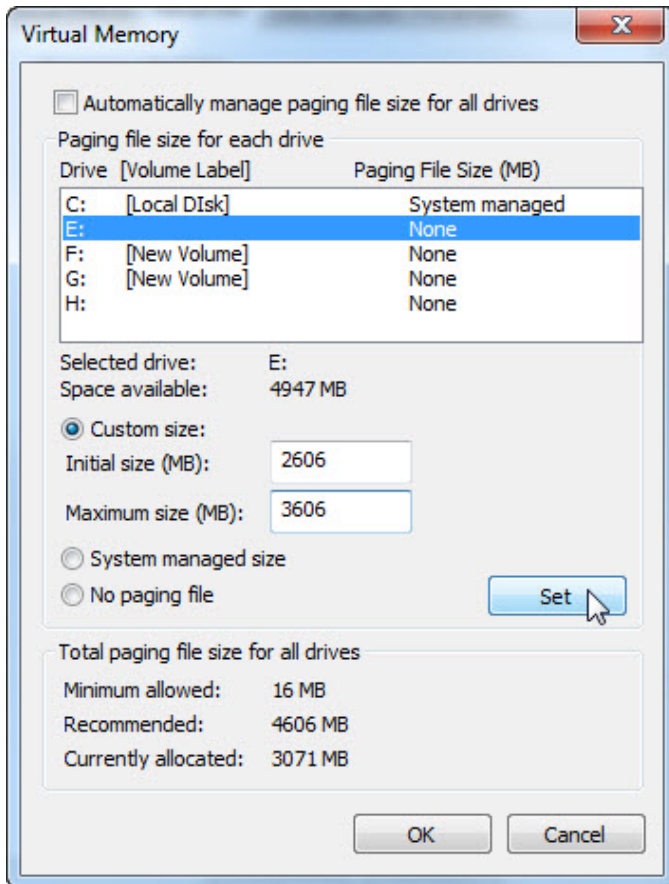 Virtual Memory
Automatically manage paging file size for all drives
Paging file size for each drive
Drive [Volume Label] Paging File Size (MB)
C: [Local DIsk] System managed
E: None
F: [New Volume] None
G: [New Volume] None
H: None
Selected drive: E:
Space available: 4947 MB
Custom size:
Initial size (MB): 2606
Maximum size (MB): 3606
System managed size
No paging file Set
Total paging file size for all drives
Minimum allowed: 16 MB
Recommended: 4606 MB
Currently allocated: 3071 MB
OK Cancel